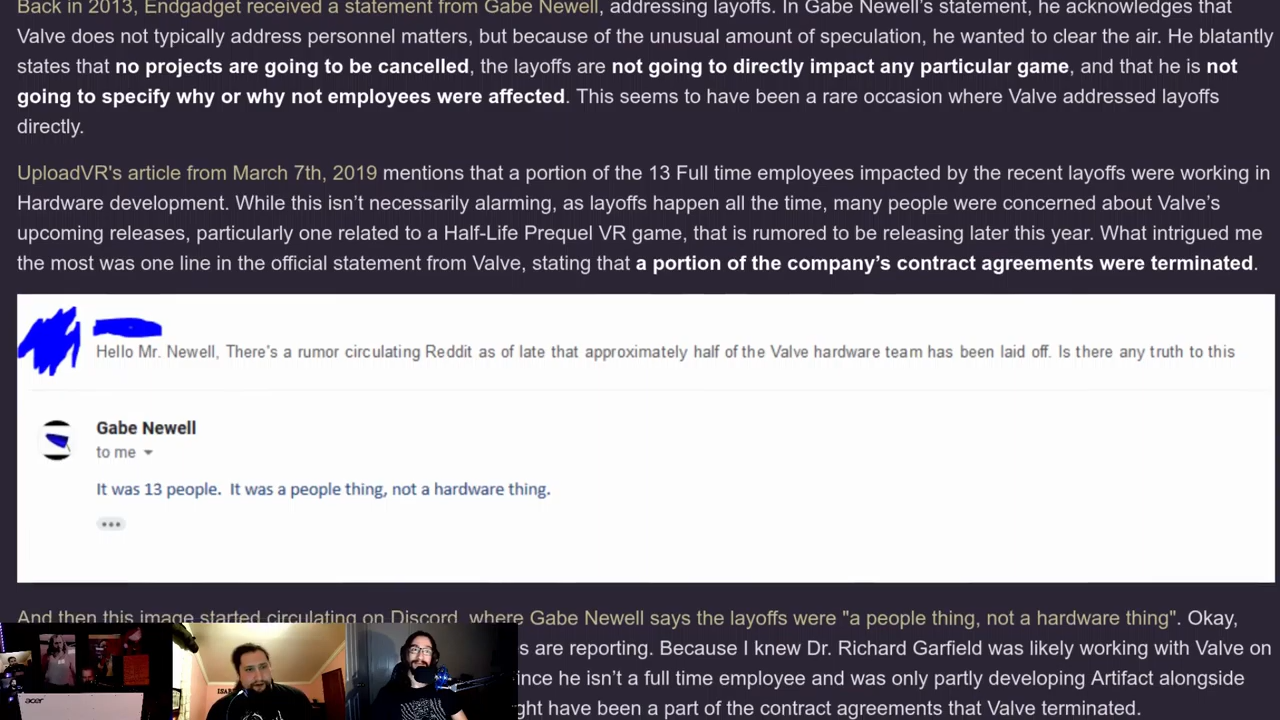 Back in 2013, Endgadget received a statement from Gabe Newell, addressing layoffs. In Gabe Newell's statement, he acknowledges that
Valve does not typically address personnel matters, but because of the unusual amount of speculation, he wanted to clear the air. He blatantly
states that no projects are going to be cancelled, the layoffs are not going to directly impact any particular game, and that he is not
going to specify why or why not employees were affected. This seems to have been a rare occasion where Valve addressed layoffs
directly.
UploadVR's article from March 7th, 2019 mentions that a portion of the 13 Full time employees impacted by the recent layoffs were working in
Hardware development. While this isn't necessarily alarming, as layoffs happen all the time, many people were concerned about Valve's
upcoming releases, particularly one related to a Half-Life Prequel VR game, that is rumored to be releasing later this year. What intrigued me
the most was one line in the official statement from Valve, stating that a portion of the company's contract agreements were terminated.
Hello Mr. Newell, There's a rumor circulating Reddit as of late that approximately half of the Valve hardware team has been laid off. Is there any truth to this
Gabe Newell
to me
It was 13 people. It was a people thing, not a hardware thing.
And then this image started circulating on Discord, where Gabe Newell says the layoffs were "a people thing, not a hardware thing". Okay,
s are reporting. Because I knew Dr. Richard Garfield was likely working with Valve on
ince he isn't a full time employee and was only partly developing Artifact alongside
ght have been a part of the contract agreements that Valve terminated.
acer